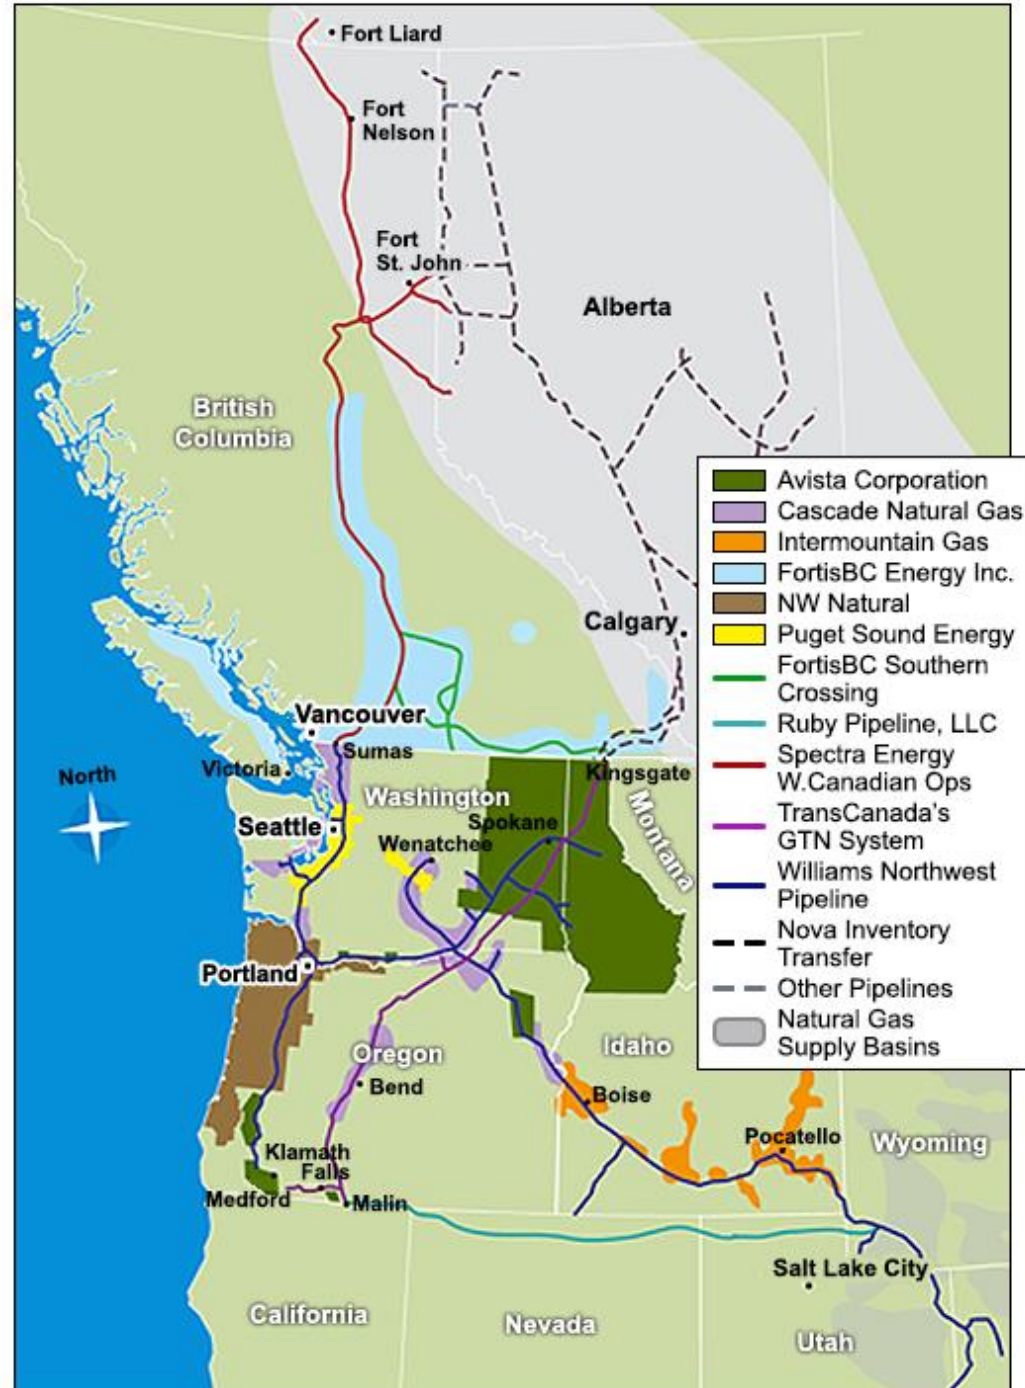 Fort Liard
Fort
Nelson
Fort
St. John
Alberta
British
Columbia
Calgary
Vancouver
Sumas
Victoria
North
Washington
Kingsgate
Montana
Seattle
Spokane
Wenatchee
Portland
Oregon
Idaho
Bend
Boise
Pocatello
Wyoming
Klamath
Falls
Medford
Malin
Salt Lake City
California
Nevada
Utah
Avista Corporation
Cascade Natural Gas
Intermountain Gas
FortisBC Energy Inc.
NW Natural
Puget Sound Energy
FortisBC Southern
Crossing
Ruby Pipeline, LLC
Spectra Energy
W.Canadian Ops
TransCanada's
GTN System
Williams Northwest
Pipeline
Nova Inventory
Transfer
Other Pipelines
Natural Gas
Supply Basins